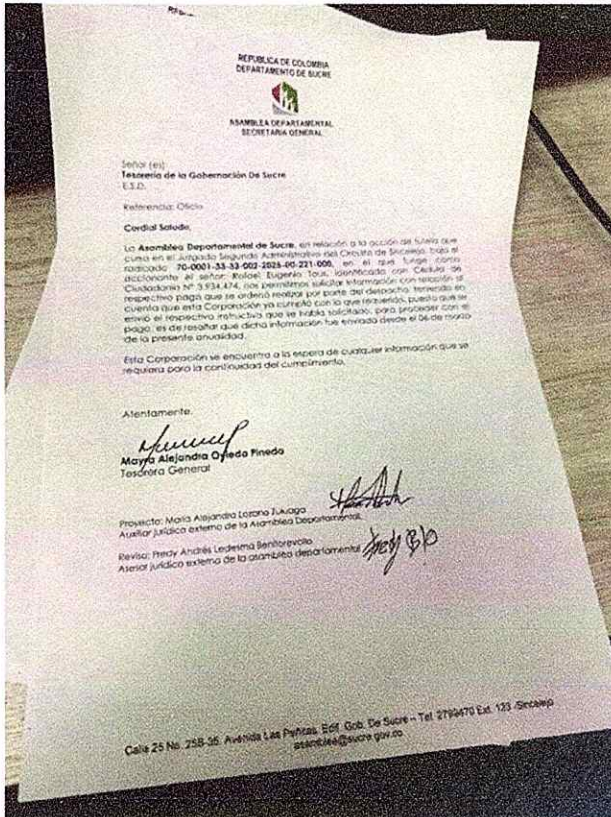 REPUBLICA DE COLOMBIA
DEPARTAMENTO DE SUCRE
ASAMBLEA DEPARTAMENTAL
SECRETARIA GENERAL
Señor (es)
Tesorería de la Gobernación De Sucre
E.S.D.
Referencia: Oficio
Cordial Saludo,
La Asamblea Departamental de Sucre, en relación a la acción de tutela que
cursa en el Juzgado Segundo Administrativo del Circuito de Sincelejo, bajo el
radicado 70-0001-33-33-002-2025-00-221-000, en el que funge como
accionante el señor: Rafael Eugenio Tous, identificado con Cédula de
Ciudadanía N° 3.934.474, nos permitimos solicitar información con relación al
respectivo pago que se ordenó realizar por parte del despacho, teniendo en
cuenta que esta Corporación ya cumplió con lo que requerido, puesto que se
envió el respectivo instructivo que se había solicitado, para proceder con el
pago, es de resaltar que dicha información fue enviada desde el 06 de marzo
de la presente anualidad.
Esta Corporación se encuentra a la espera de cualquier información que se
requiera para la continuidad del cumplimiento.
Atentamente,
Mayra Alejandra Oviedo Pineda
Tesorera General
Proyecto: María Alejandra Lozano Zuluaga
Auxiliar jurídico externo de la Asamblea Departamental
Reviso: Fredy Andrés Ledesma Benitorevollo
Asesor jurídico externo de la asamblea departamental
Calle 25 No. 25B-35. Avenida Las Peñitas. Edif. Gob. De Sucre – Tel. 2799470 Ext. 123 -Sincelejo
asamblea@sucre.gov.co